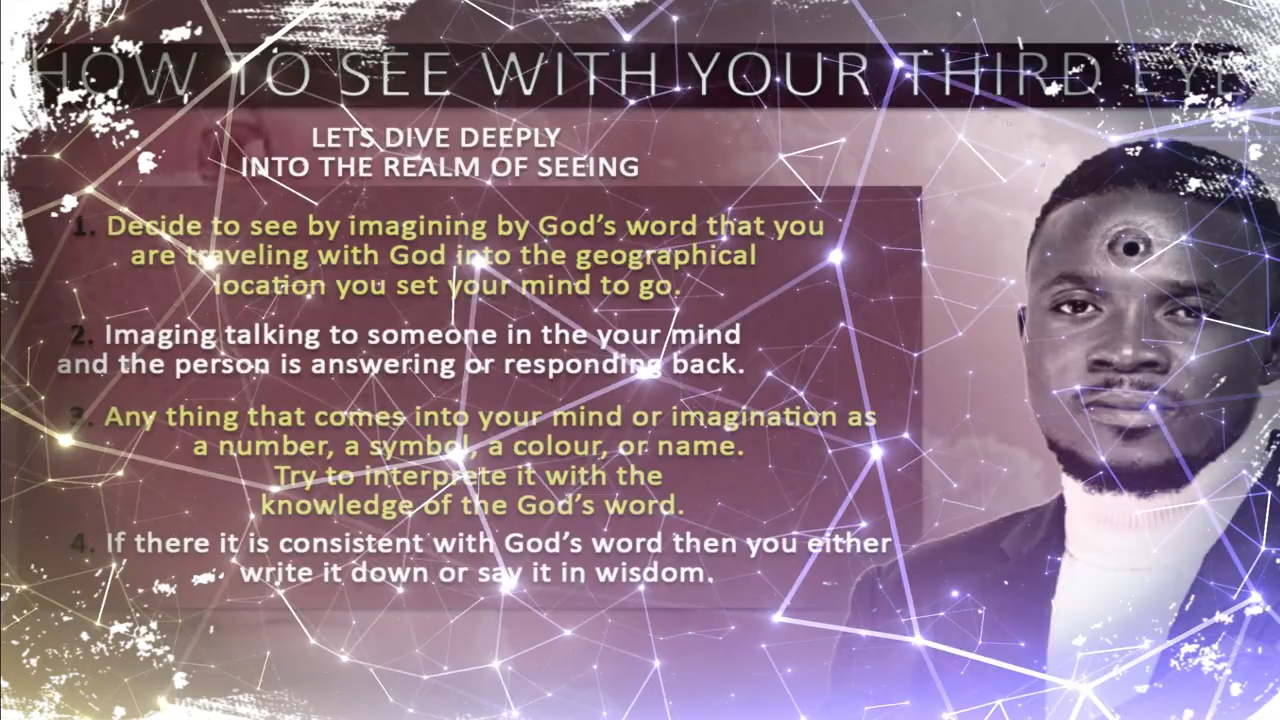 HOW TO SEE WITH YOUR THIRD EYE
LETS DIVE DEEPLY
INTO THE REALM OF SEEING
1. Decide to see by imagining by God's word that you
are traveling with God into the geographical
location you set your mind to go.
2. Imaging talking to someone in the your mind
and the person is answering or responding back.
3. Any thing that comes into your mind or imagination as
a number, a symbol, a colour, or name.
Try to interprete it with the
knowledge of the God's word.
4. If there it is consistent with God's word then you either
write it down or say it in wisdom.